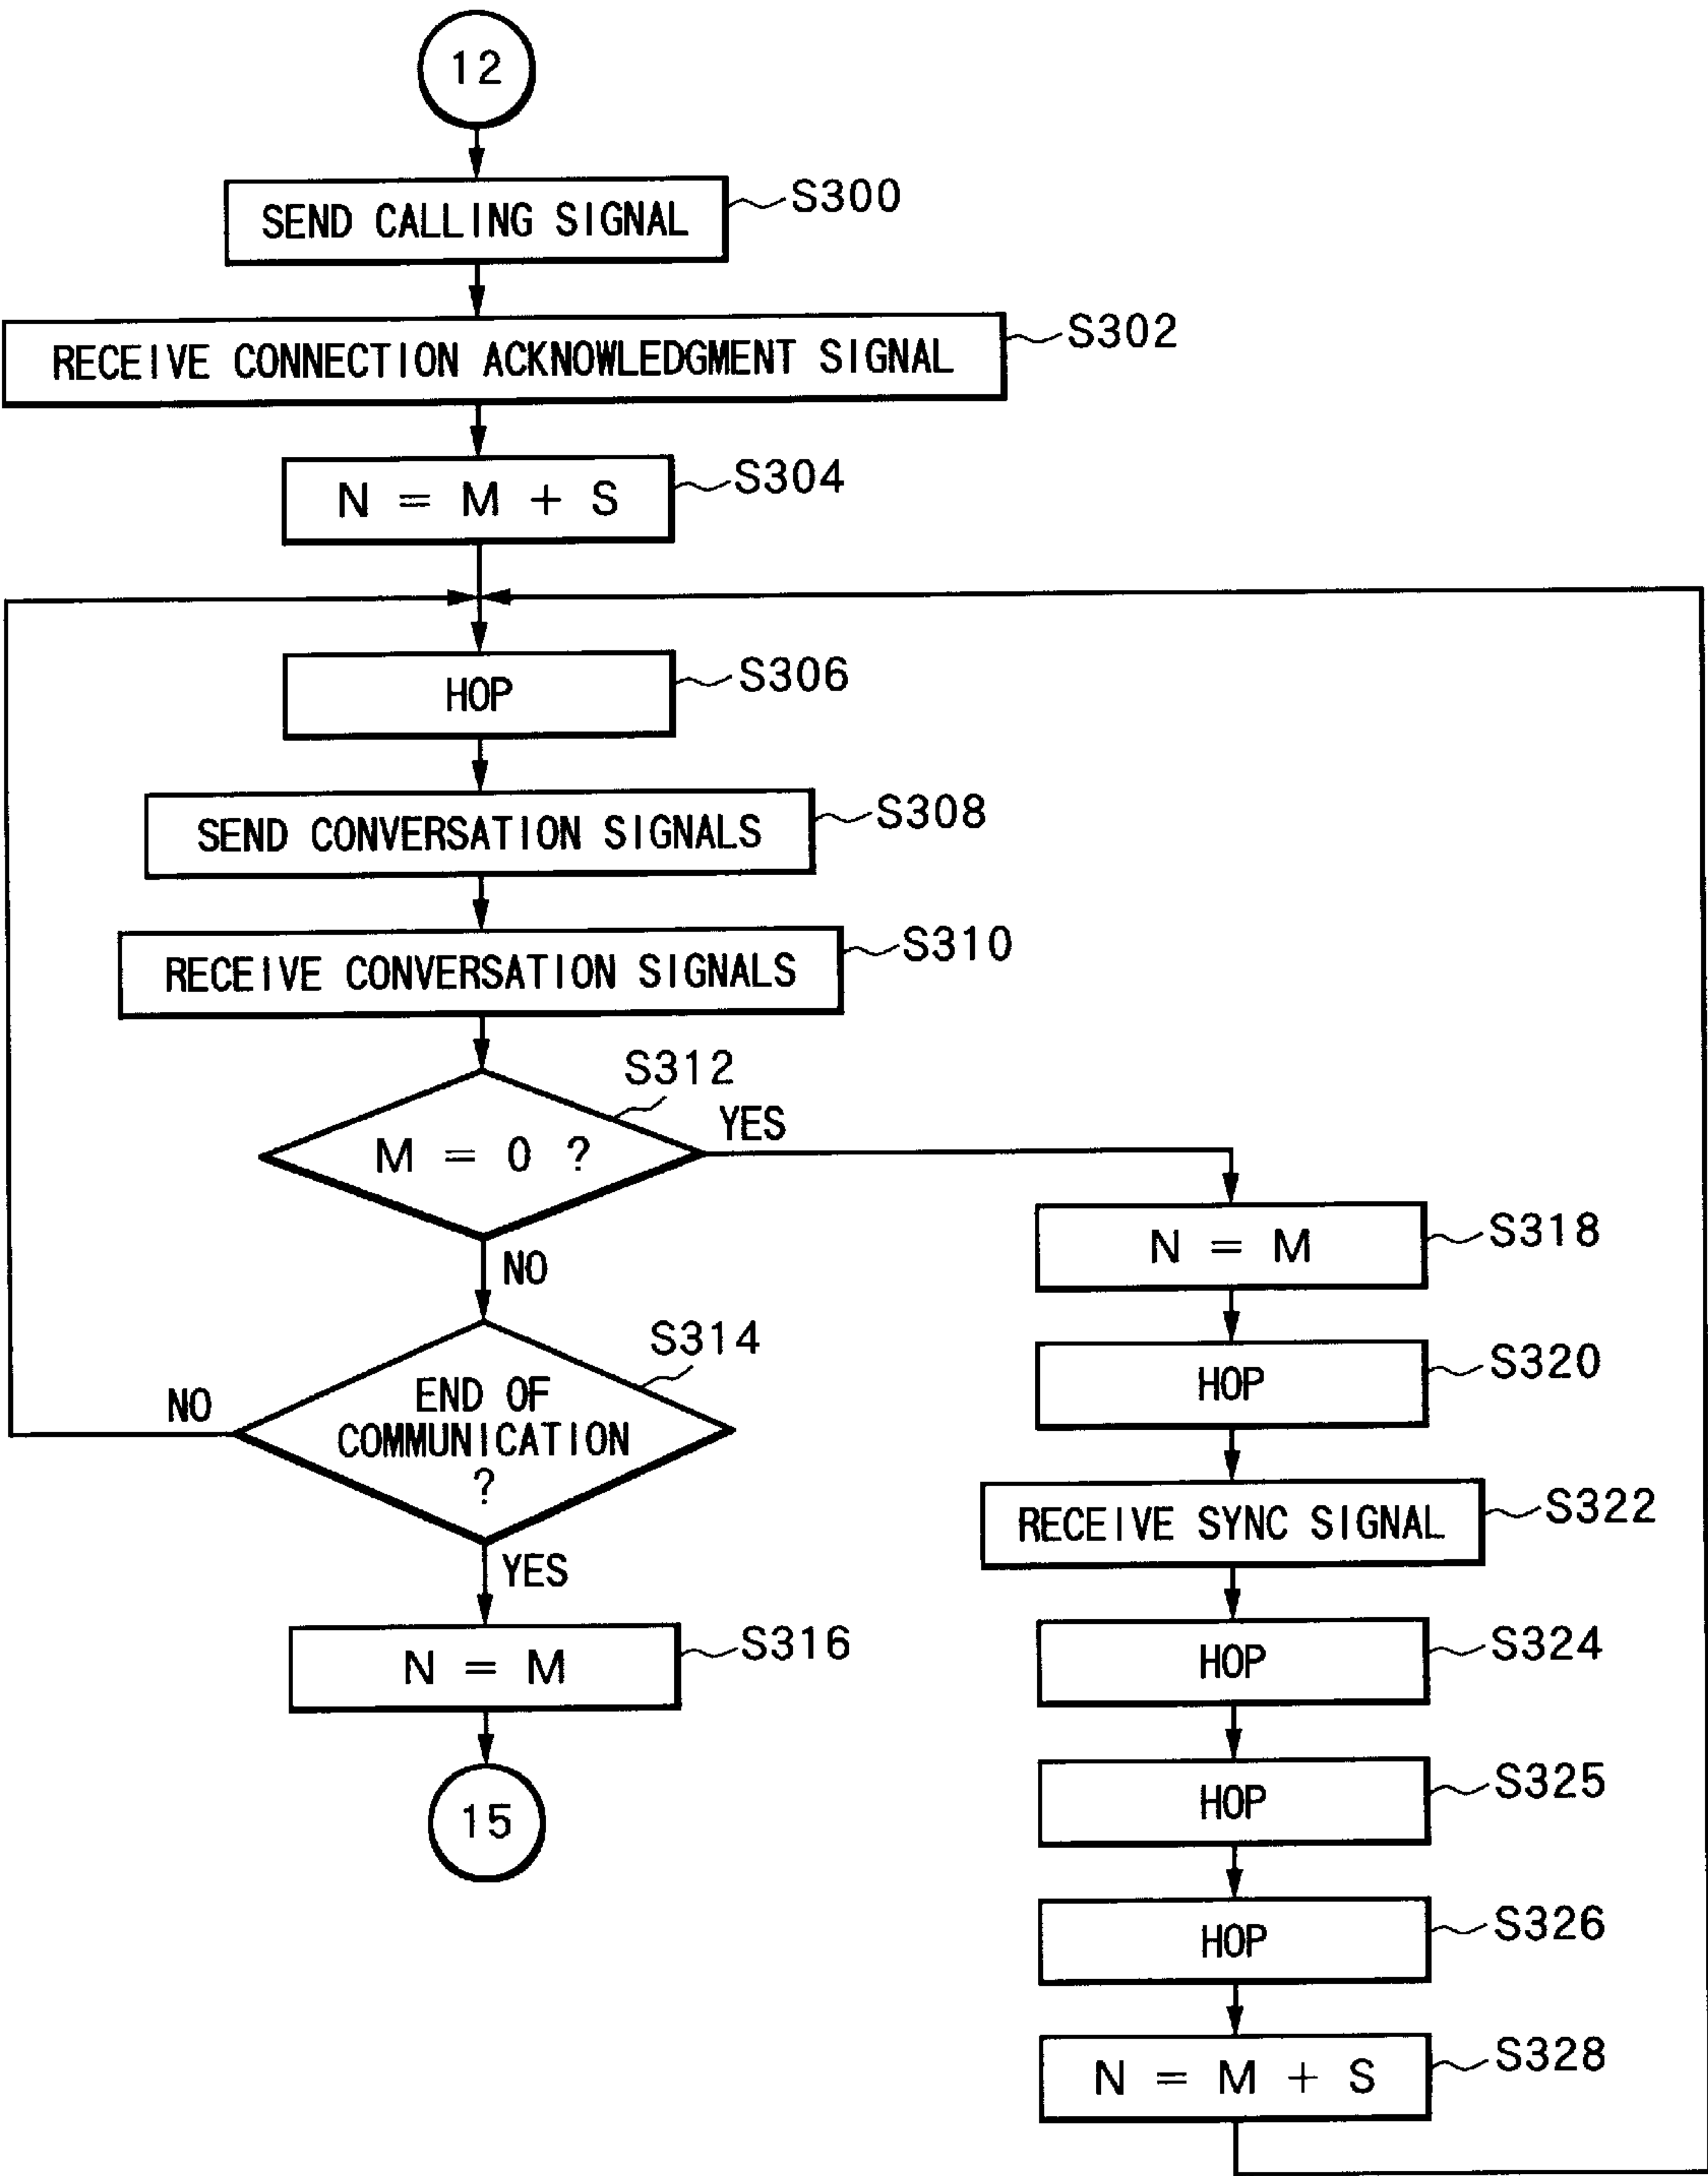 12
SEND CALLING SIGNAL
S300
RECEIVE CONNECTION ACKNOWLEDGMENT SIGNAL
S302
N = M + S
S304
HOP
S306
SEND CONVERSATION SIGNALS
S308
RECEIVE CONVERSATION SIGNALS
S310
M = 0 ?
S312
YES
NO
END OF
COMMUNICATION
?
S314
NO
YES
N = M
S316
15
N = M
S318
HOP
S320
RECEIVE SYNC SIGNAL
S322
HOP
S324
HOP
S325
HOP
S326
N = M + S
S328